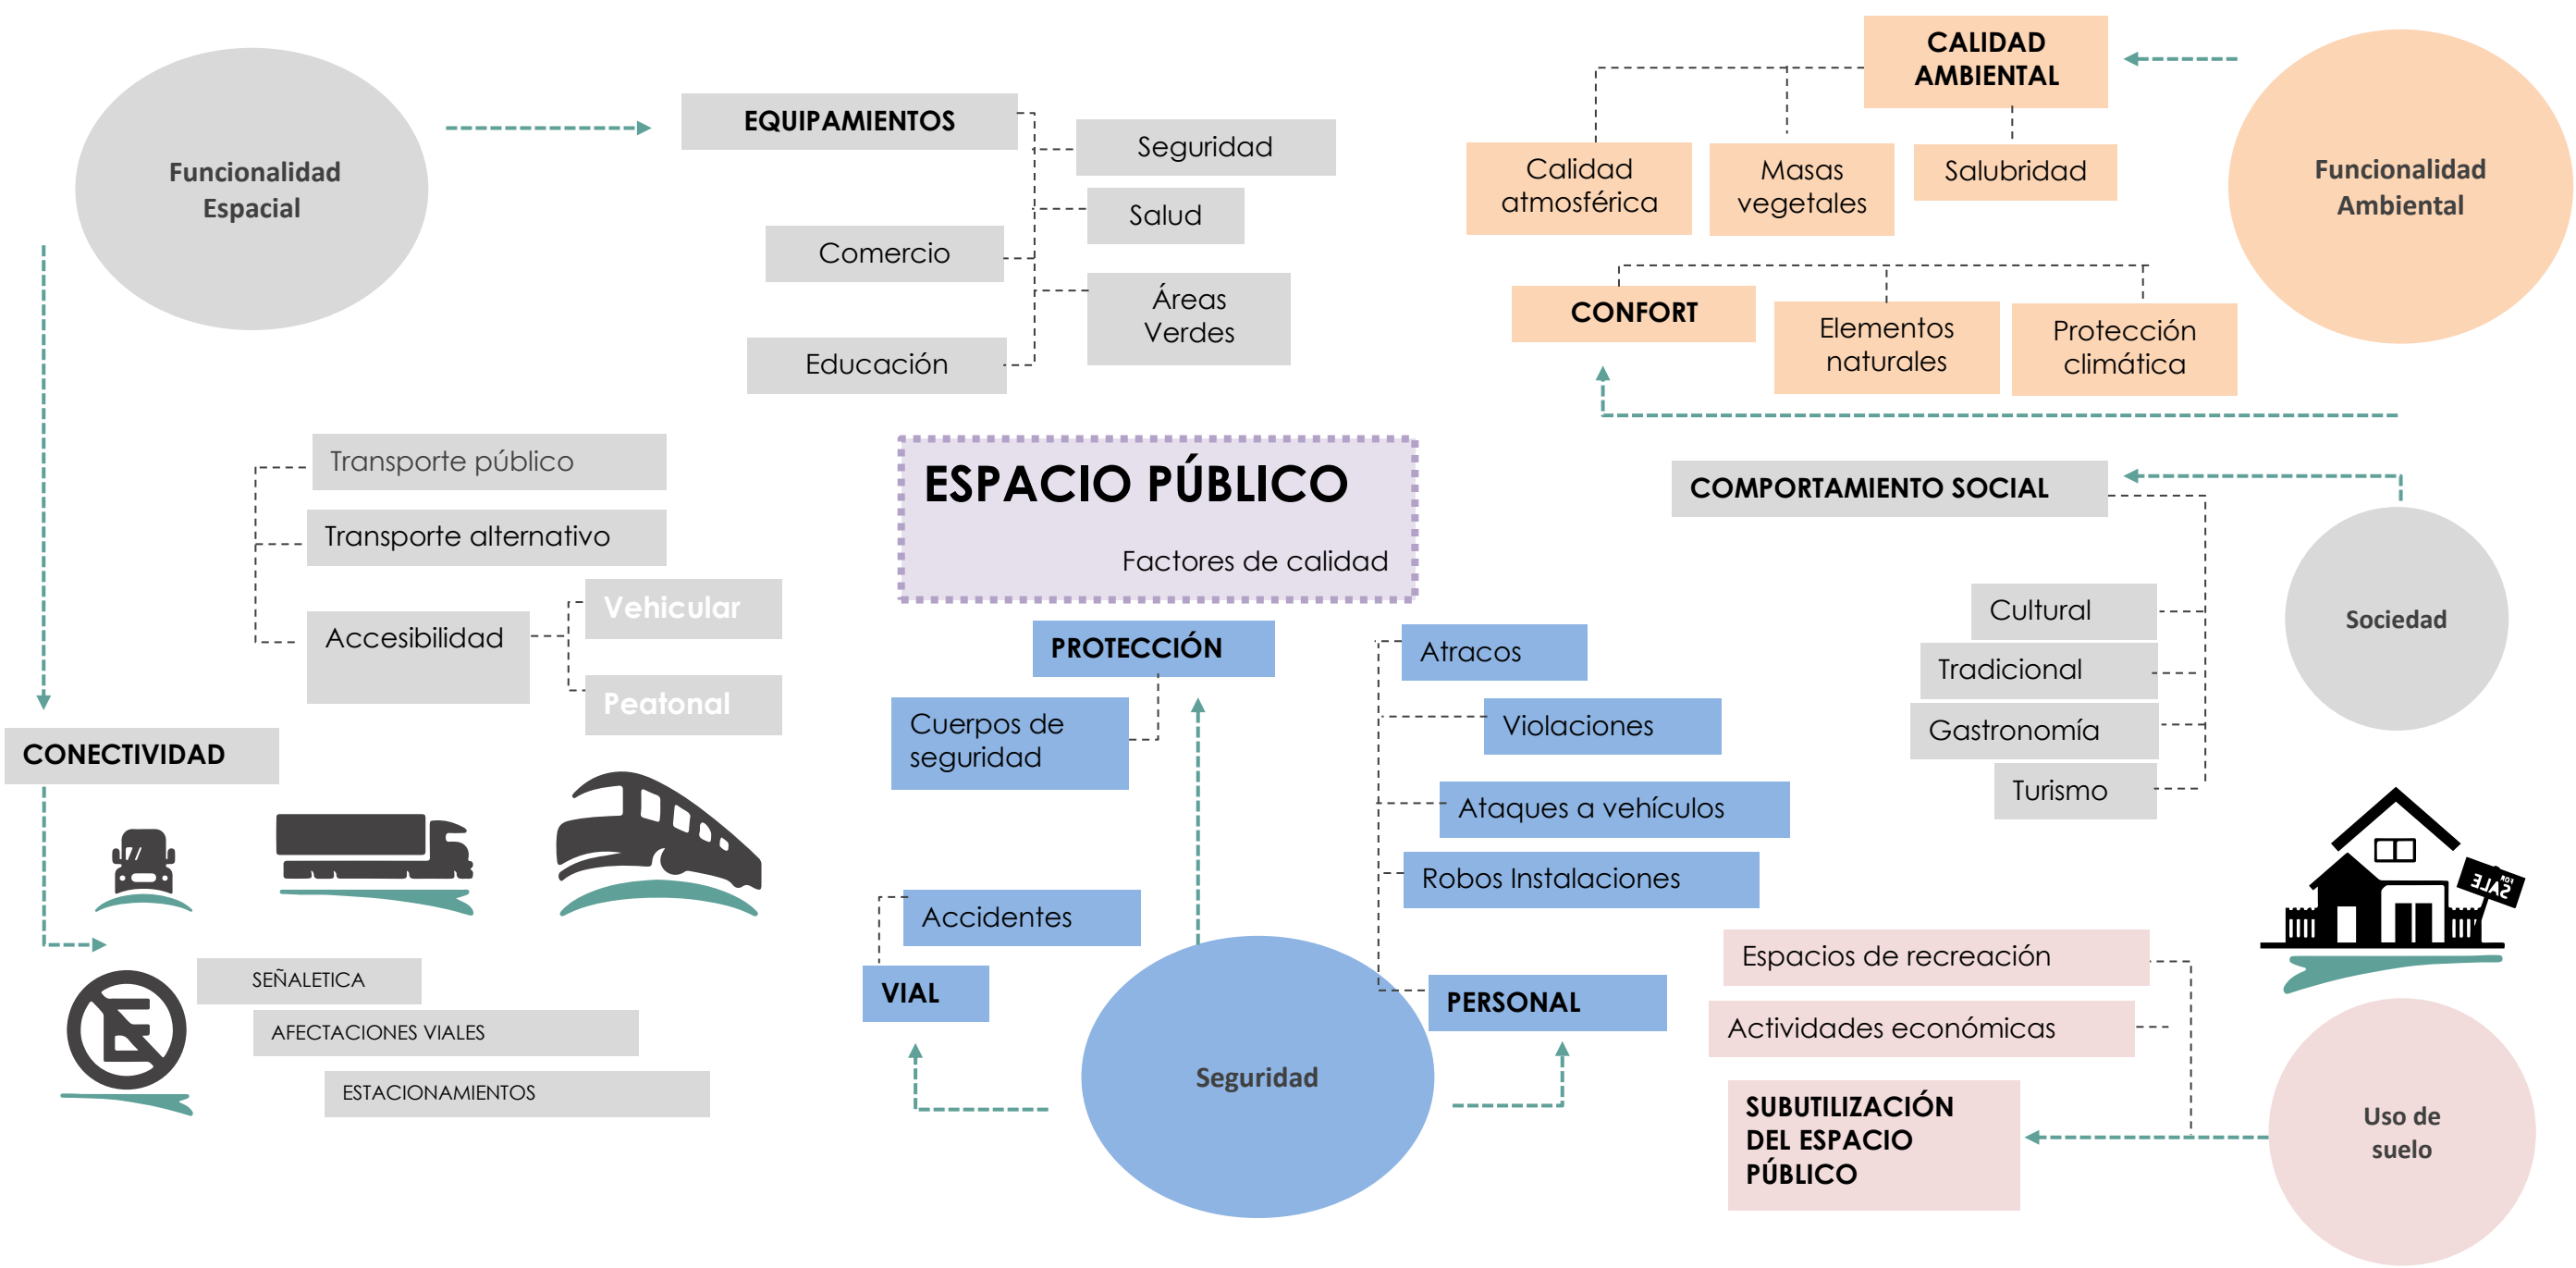 Funcionalidad
Espacial
EQUIPAMIENTOS
Seguridad
Salud
Comercio
Áreas
Verdes
Educación
CALIDAD
AMBIENTAL
Calidad
atmosférica
Masas
vegetales
Salubridad
Funcionalidad
Ambiental
CONFORT
Elementos
naturales
Protección
climática
Transporte público
Transporte alternativo
Accesibilidad
Vehicular
Peatonal
CONECTIVIDAD
SEÑALETICA
AFECTACIONES VIALES
ESTACIONAMIENTOS
E
ESPACIO PÚBLICO
Factores de calidad
PROTECCIÓN
Cuerpos de
seguridad
Atracos
Violaciones
Ataques a vehículos
Robos Instalaciones
Accidentes
VIAL
PERSONAL
Seguridad
COMPORTAMIENTO SOCIAL
Cultural
Tradicional
Gastronomía
Turismo
Sociedad
FOR
SALE
Espacios de recreación
Actividades económicas
SUBUTILIZACIÓN
DEL ESPACIO
PÚBLICO
Uso de
suelo